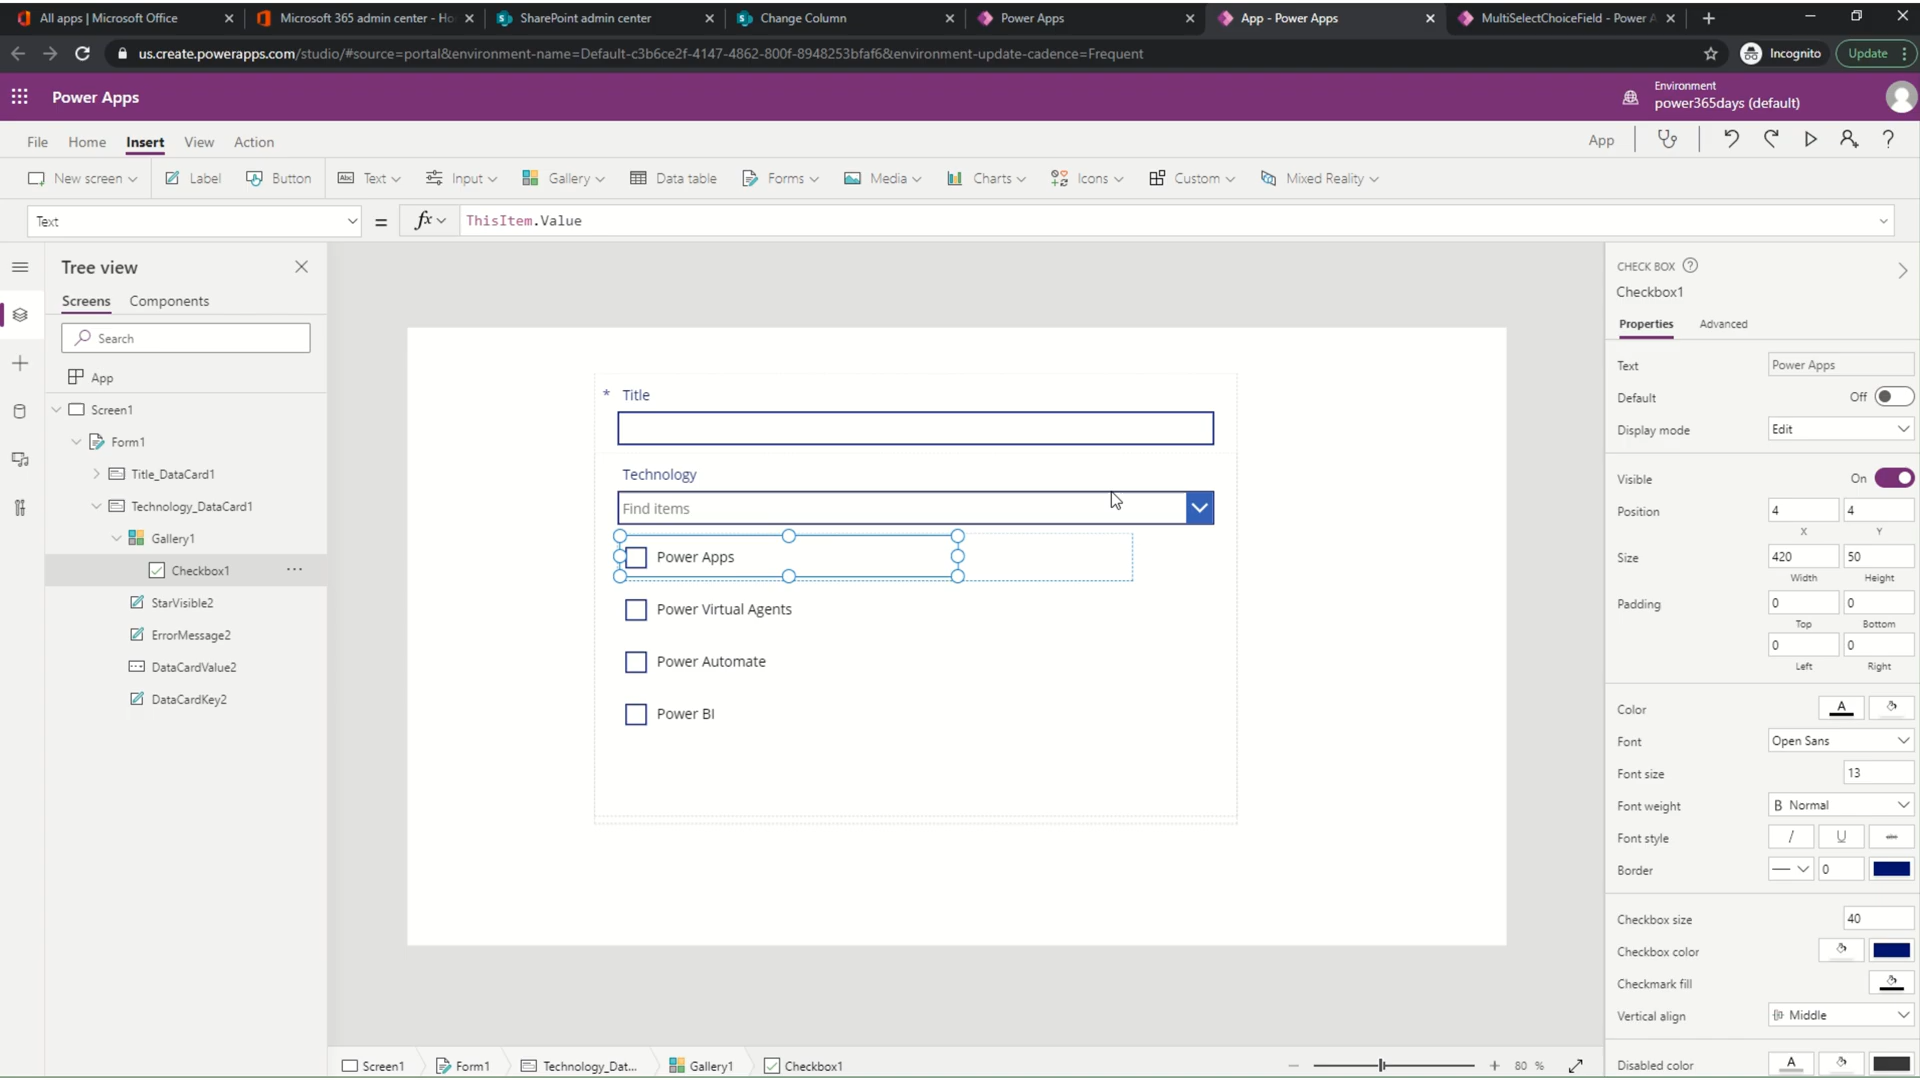 All apps | Microsoft Office
Microsoft 365 admin center - Ho
SharePoint admin center
Change Column
Power Apps
App - Power Apps
MultiSelectChoiceField - Power A
us.create.powerapps.com/studio/#source=portal&environment-name=Default-c3b6ce2f-4147-4862-800f-8948253bfaf6&environment-update-cadence=Frequent
Incognito
Update
Power Apps
Environment
power365days (default)
File
Home
Insert
View
Action
App
New screen
Label
Button
Text
Input
Gallery
Data table
Forms
Media
Charts
Icons
Custom
Mixed Reality
Text
=
fx
ThisItem.Value
Tree view
Screens
Components
Search
App
Screen1
Form1
Title_DataCard1
Technology_DataCard1
Gallery1
Checkbox1
StarVisible2
ErrorMessage2
DataCardValue2
DataCardKey2
* Title
Technology
Find items
Power Apps
Power Virtual Agents
Power Automate
Power BI
CHECK BOX
Checkbox1
Properties
Advanced
Text
Power Apps
Default
Off
Display mode
Edit
Visible
On
Position
4
4
X
Y
Size
420
50
Width
Height
Padding
0
0
Top
Bottom
0
0
Left
Right
Color
Font
Open Sans
Font size
13
Font weight
B Normal
Font style
Border
0
Checkbox size
40
Checkbox color
Checkmark fill
Vertical align
Middle
Disabled color
Screen1
Form1
Technology_Dat...
Gallery1
Checkbox1
80 %